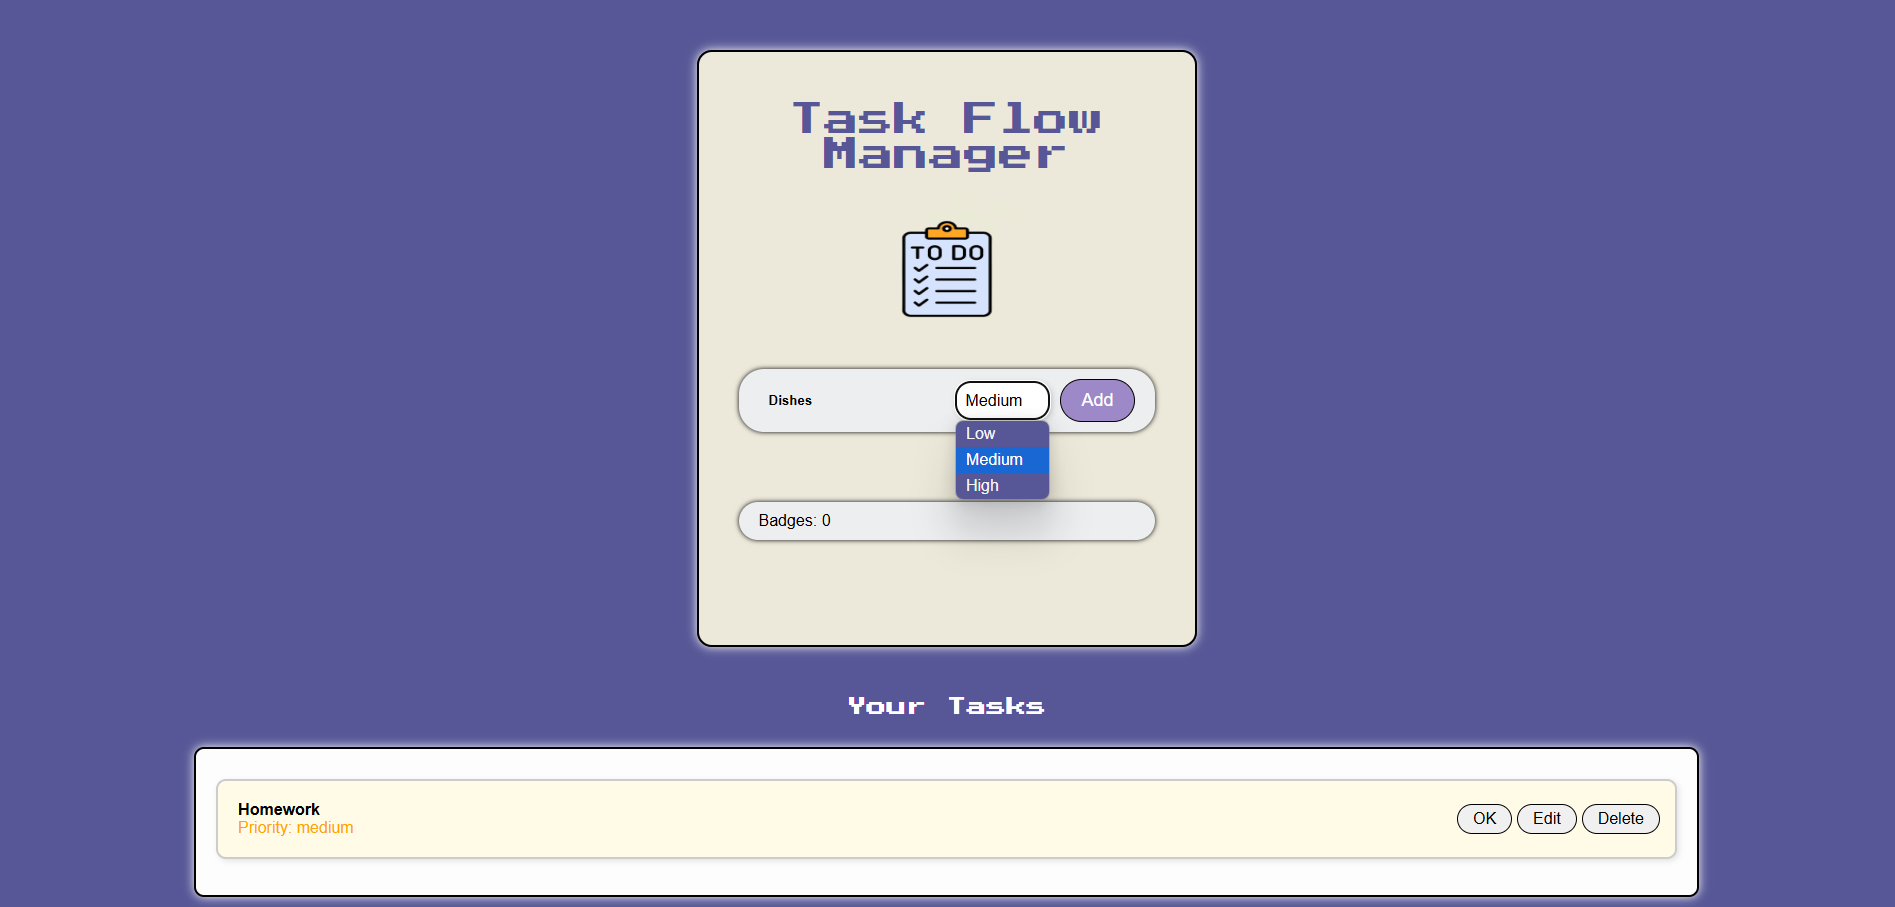 Task Flow
Manager
TO DO
Dishes Medium Add
Low
Medium
High
Badges: 0
Your Tasks
Homework
Priority: medium
OK Edit Delete